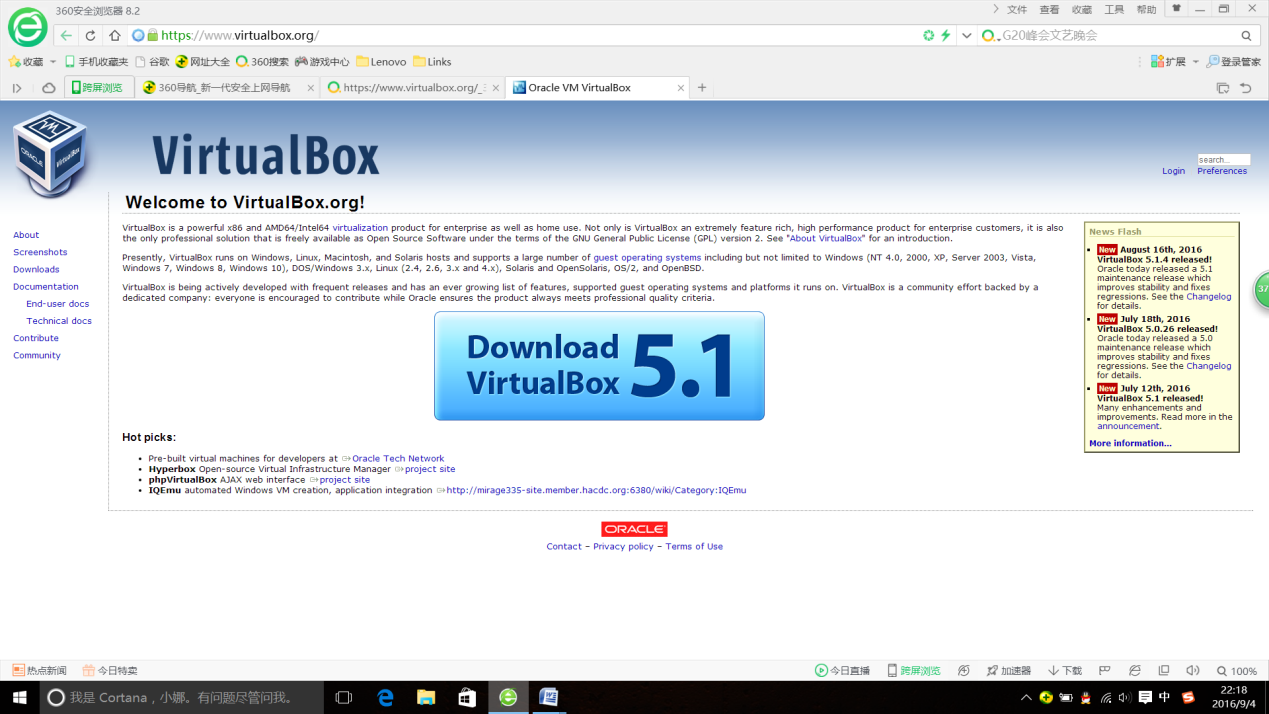 360安全浏览器 8.2
文件 查看 收藏 工具 帮助
https://www.virtualbox.org/
G20峰会文艺晚会
收藏 手机收藏夹 谷歌 网址大全 360搜索 游戏中心 Lenovo Links
扩展 登录管家
跨屏浏览 360导航_新一代安全上网导航 https://www.virtualbox.org/_ Oracle VM VirtualBox
ORACLE VirtualBox
VirtualBox
search...
Login Preferences
Welcome to VirtualBox.org!
About
Screenshots
Downloads
Documentation
End-user docs
Technical docs
Contribute
Community
VirtualBox is a powerful x86 and AMD64/Intel64 virtualization product for enterprise as well as home use. Not only is VirtualBox an extremely feature rich, high performance product for enterprise customers, it is also
the only professional solution that is freely available as Open Source Software under the terms of the GNU General Public License (GPL) version 2. See "About VirtualBox" for an introduction.
Presently, VirtualBox runs on Windows, Linux, Macintosh, and Solaris hosts and supports a large number of guest operating systems including but not limited to Windows (NT 4.0, 2000, XP, Server 2003, Vista,
Windows 7, Windows 8, Windows 10), DOS/Windows 3.x, Linux (2.4, 2.6, 3.x and 4.x), Solaris and OpenSolaris, OS/2, and OpenBSD.
VirtualBox is being actively developed with frequent releases and has an ever growing list of features, supported guest operating systems and platforms it runs on. VirtualBox is a community effort backed by a
dedicated company: everyone is encouraged to contribute while Oracle ensures the product always meets professional quality criteria.
Download
VirtualBox 5.1
Hot picks:
Pre-built virtual machines for developers at Oracle Tech Network
Hyperbox Open-source Virtual Infrastructure Manager project site
phpVirtualBox AJAX web interface project site
IQEmu automated Windows VM creation, application integration http://mirage335-site.member.hacdc.org:6380/wiki/Category:IQEmu
News Flash
New August 16th, 2016
VirtualBox 5.1.4 released!
Oracle today released a 5.1
maintenance release which
improves stability and fixes
regressions. See the Changelog
for details.
New July 18th, 2016
VirtualBox 5.0.26 released!
Oracle today released a 5.0
maintenance release which
improves stability and fixes
regressions. See the Changelog
for details.
New July 12th, 2016
VirtualBox 5.1 released!
Many enhancements and
improvements. Read more in the
announcement.
More information...
37
ORACLE
Contact – Privacy policy – Terms of Use
热点新闻 今日特卖
今日直播 跨屏浏览 加速器 下载 100%
我是 Cortana，小娜。有问题尽管问我。
中
22:18
2016/9/4